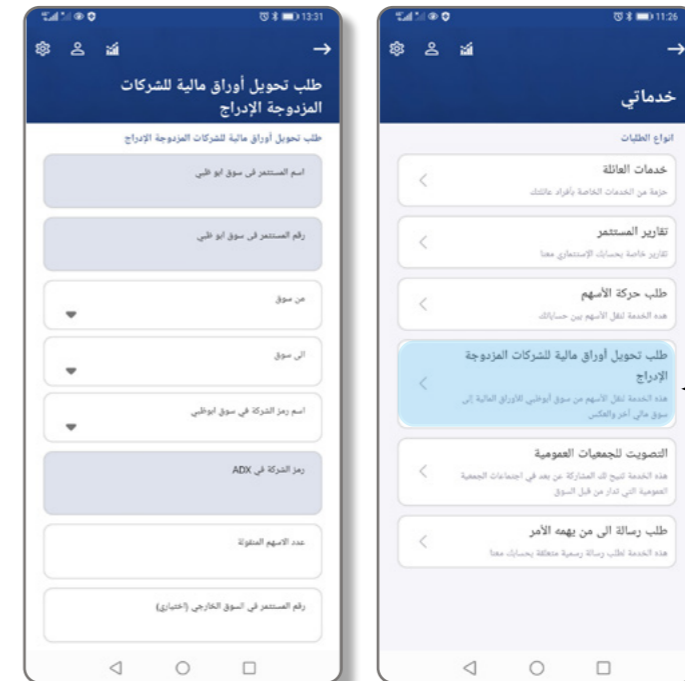 11:26
خدماتي
انواع الطلبات
خدمات العائلة
حزمة من الخدمات الخاصة بأفراد عائلتك
تقارير المستثمر
تقارير خاصة بحسابك الإستثماري معنا
طلب حركة الأسهم
هذه الخدمة لنقل الأسهم بين حساباتك
طلب تحويل أوراق مالية للشركات المزدوجة
الإدراج
هذه الخدمة لنقل الأسهم من سوق أبوظبي للأوراق المالية إلى
سوق مالي آخر والعكس
التصويت للجمعيات العمومية
هذه الخدمة تتيح لك المشاركة عن بعد في اجتماعات الجمعية
العمومية التي تدار من قبل السوق
طلب رسالة الى من يهمه الأمر
هذه الخدمة لطلب رسالة رسمية متعلقة بحسابك معنا
13:31
طلب تحويل أوراق مالية للشركات
المزدوجة الإدراج
طلب تحويل أوراق مالية للشركات المزدوجة الإدراج
اسم المستثمر في سوق ابو ظبي
رقم المستثمر في سوق ابو ظبي
من سوق
الى سوق
اسم رمز الشركة في سوق ابوظبي
رمز الشركة في ADX
عدد الاسهم المنقولة
رقم المستثمر في السوق الخارجي (اختياري)